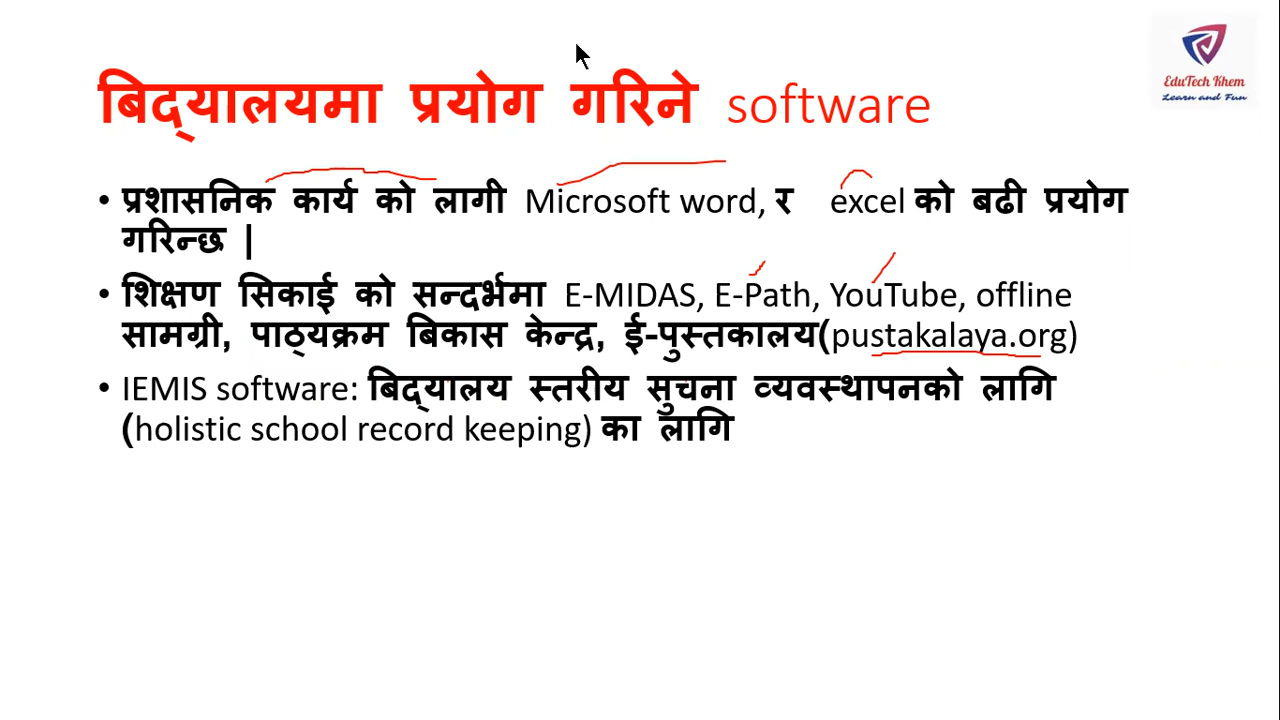 EduTech Khem
Learn and Fun
बिद्यालयमा प्रयोग गरिने software
• प्रशासनिक कार्य को लागी Microsoft word, र excel को बढी प्रयोग
गरिन्छ |
• शिक्षण सिकाई को सन्दर्भमा E-MIDAS, E-Path, YouTube, offline
सामग्री, पाठ्यक्रम बिकास केन्द्र, ई-पुस्तकालय(pustakalaya.org)
• IEMIS software: बिद्यालय स्तरीय सुचना व्यवस्थापनको लागि
(holistic school record keeping) का लागि